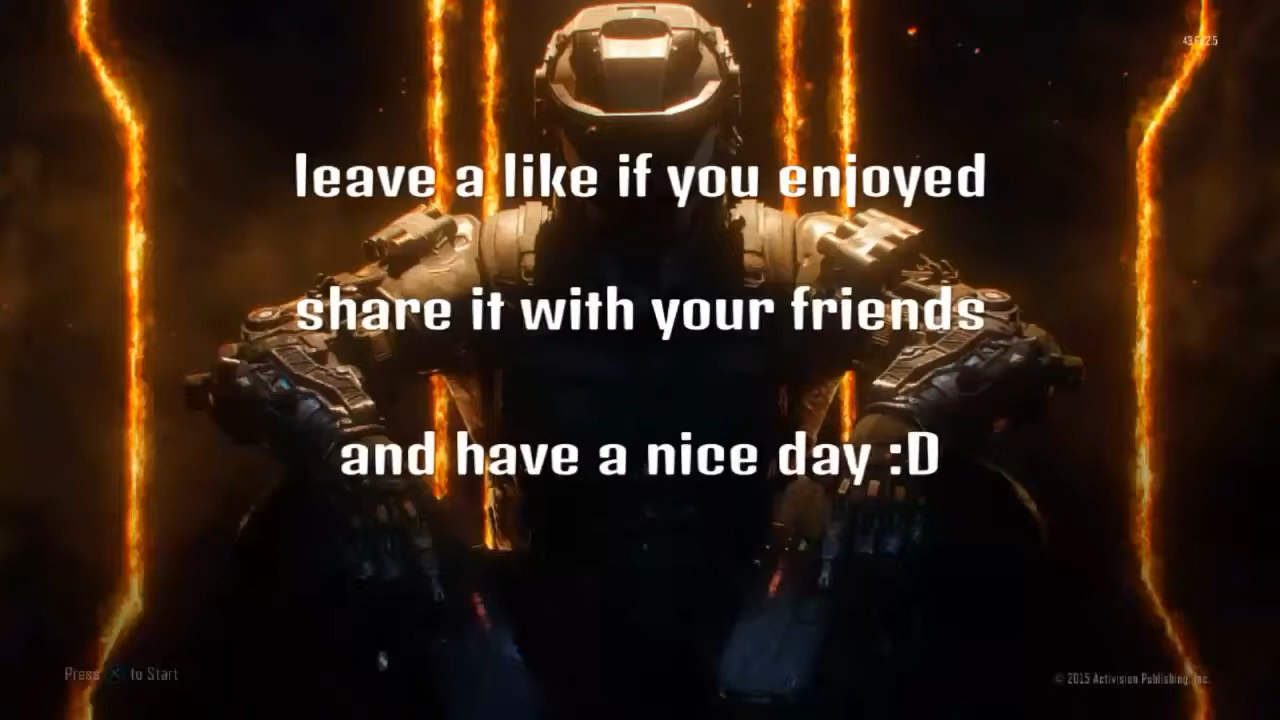 leave a like if you enjoyed
share it with your friends
and have a nice day :D
Press X to Start
© 2015 Activision Publishing, Inc.